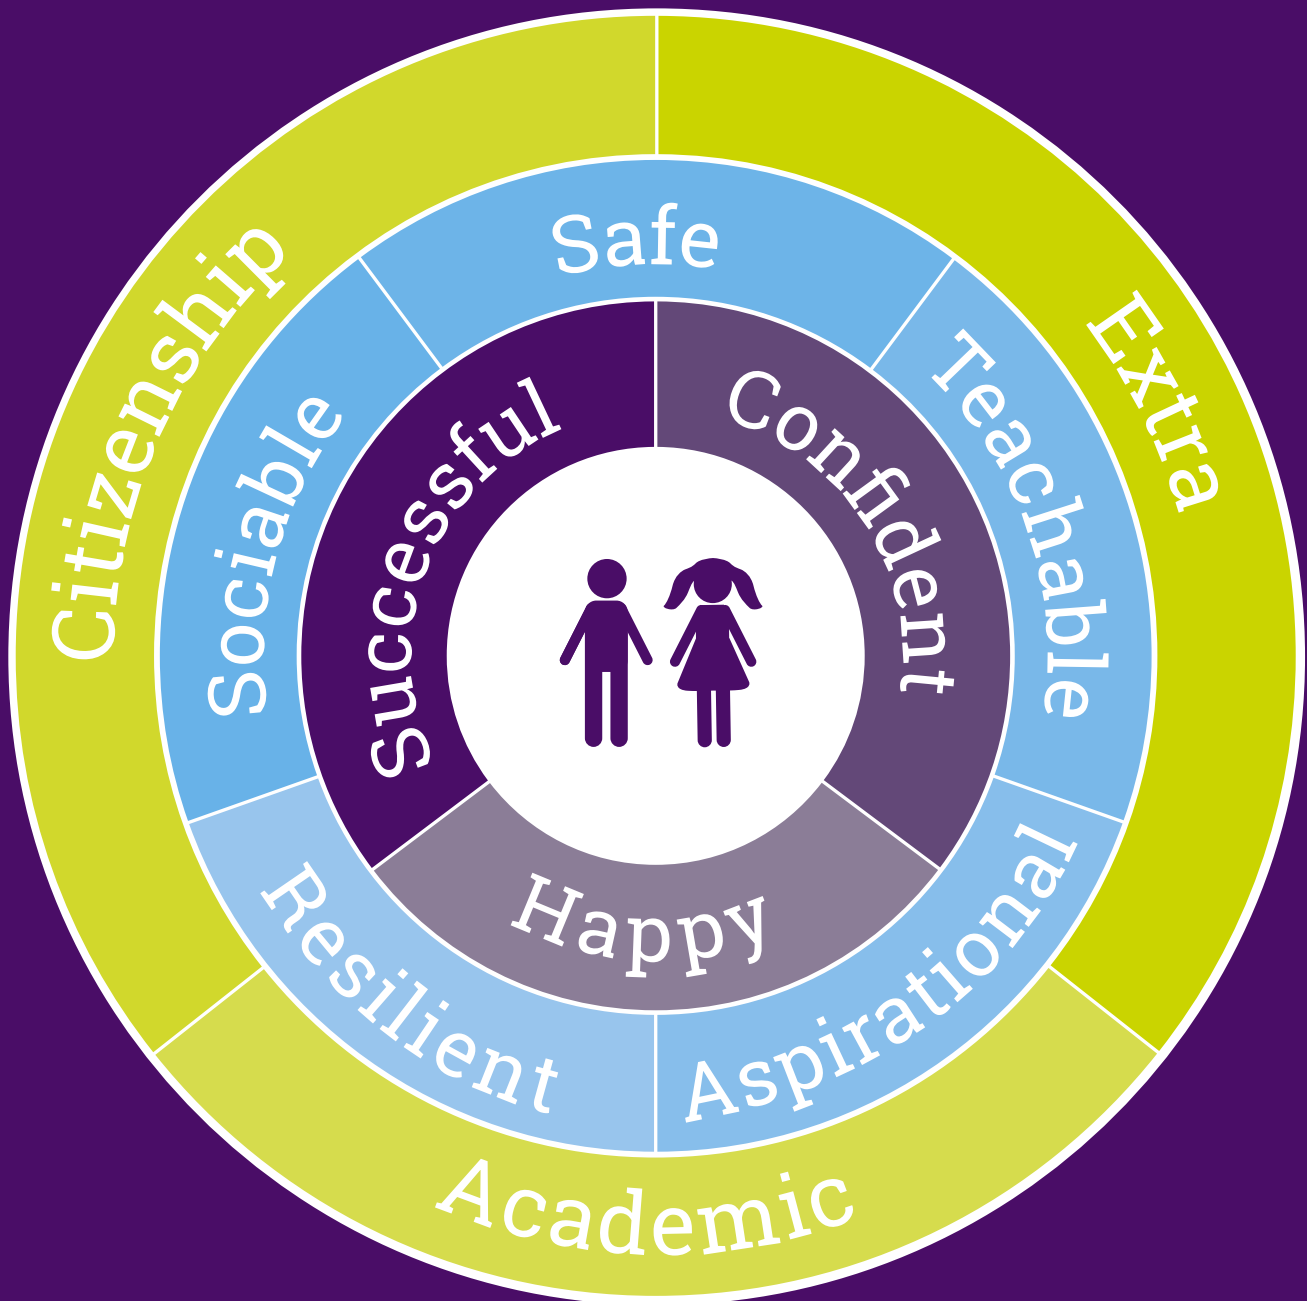 Citizenship
Extra
Academic
Safe
Teachable
Aspirational
Resilient
Sociable
Successful
Confident
Happy